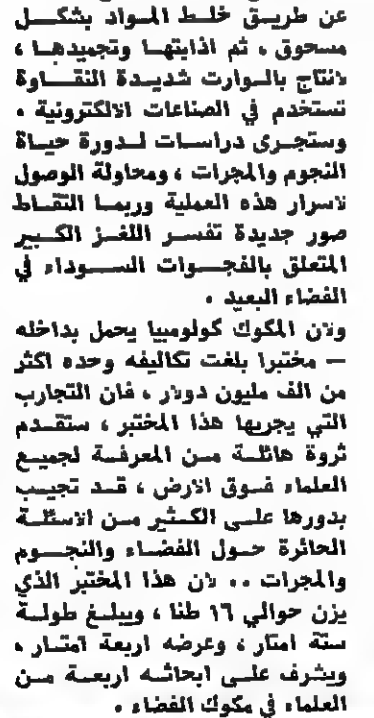 عن طريق خلط المواد بشكل
مسحوق ، ثم اذابتها وتجميدها ،
لانتاج بالوارت شديدة النقاوة
تستخدم في الصناعات الالكترونية .
وستجرى دراسات لدورة حياة
النجوم والمجرات ، ومحاولة الوصول
لاسرار هذه العملية وربما التقاط
صور جديدة تفسر اللغز الكبير
المتعلق بالفجوات السوداء في
الفضاء البعيد .
ولان المكوك كولومبيا يحمل بداخله
— مختبرا بلغت تكاليفه وحده اكثر
من الف مليون دولار ، فان التجارب
التي يجريها هذا المختبر ، ستقدم
ثروة هائلة من المعرفة لجميع
العلماء فوق الارض ، قد تجيب
بدورها على الكثير من الاسئلة
الحائرة حول الفضاء والنجوم
والمجرات .. لان هذا المختبر الذي
يزن حوالي ١٦ طنا ، ويبلغ طولة
ستة امتار ، وعرضه اربعة امتار ،
ويشرف على ابحاثه اربعة من
العلماء في مكوك الفضاء .